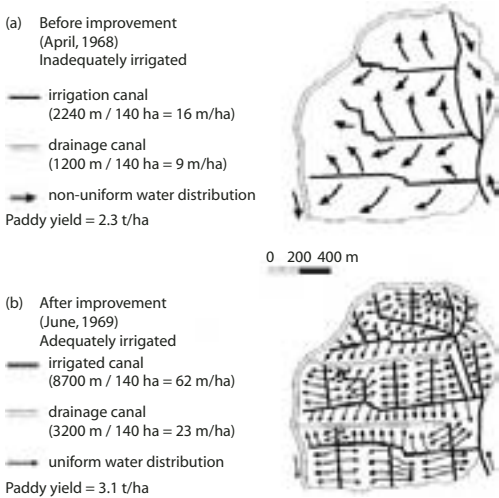 (a) Before improvement
(April, 1968)
Inadequately irrigated
irrigation canal
(2240 m / 140 ha = 16 m/ha)
drainage canal
(1200 m / 140 ha = 9 m/ha)
non-uniform water distribution
Paddy yield = 2.3 t/ha
0 200 400 m
(b) After improvement
(June, 1969)
Adequately irrigated
irrigated canal
(8700 m / 140 ha = 62 m/ha)
drainage canal
(3200 m / 140 ha = 23 m/ha)
uniform water distribution
Paddy yield = 3.1 t/ha